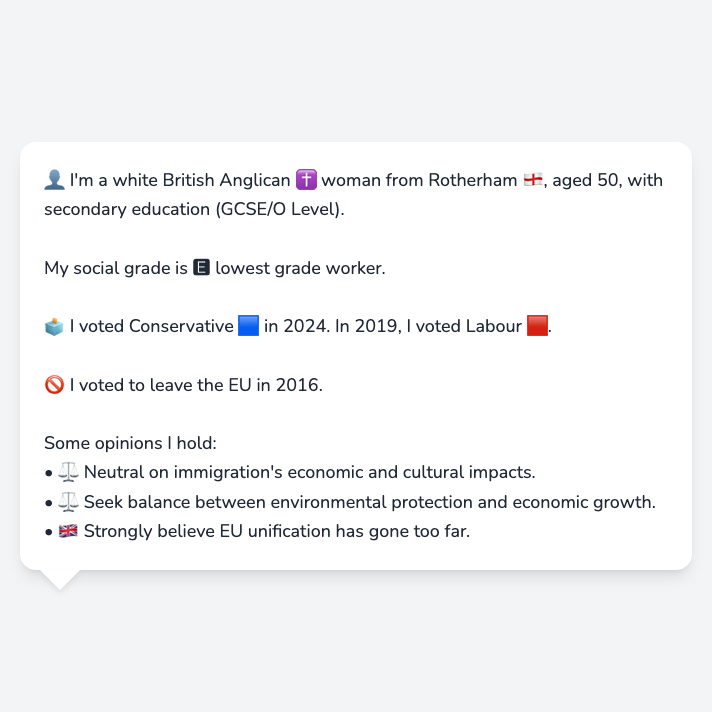 👤 I'm a white British Anglican ✝️ woman from Rotherham 🏴󠁧󠁢󠁥󠁮󠁧󠁿, aged 50, with
secondary education (GCSE/O Level).
My social grade is 🅴 lowest grade worker.
🗳️ I voted Conservative 🟦 in 2024. In 2019, I voted Labour 🟥.
🚫 I voted to leave the EU in 2016.
Some opinions I hold:
• ⚖️ Neutral on immigration's economic and cultural impacts.
• ⚖️ Seek balance between environmental protection and economic growth.
• 🇬🇧 Strongly believe EU unification has gone too far.